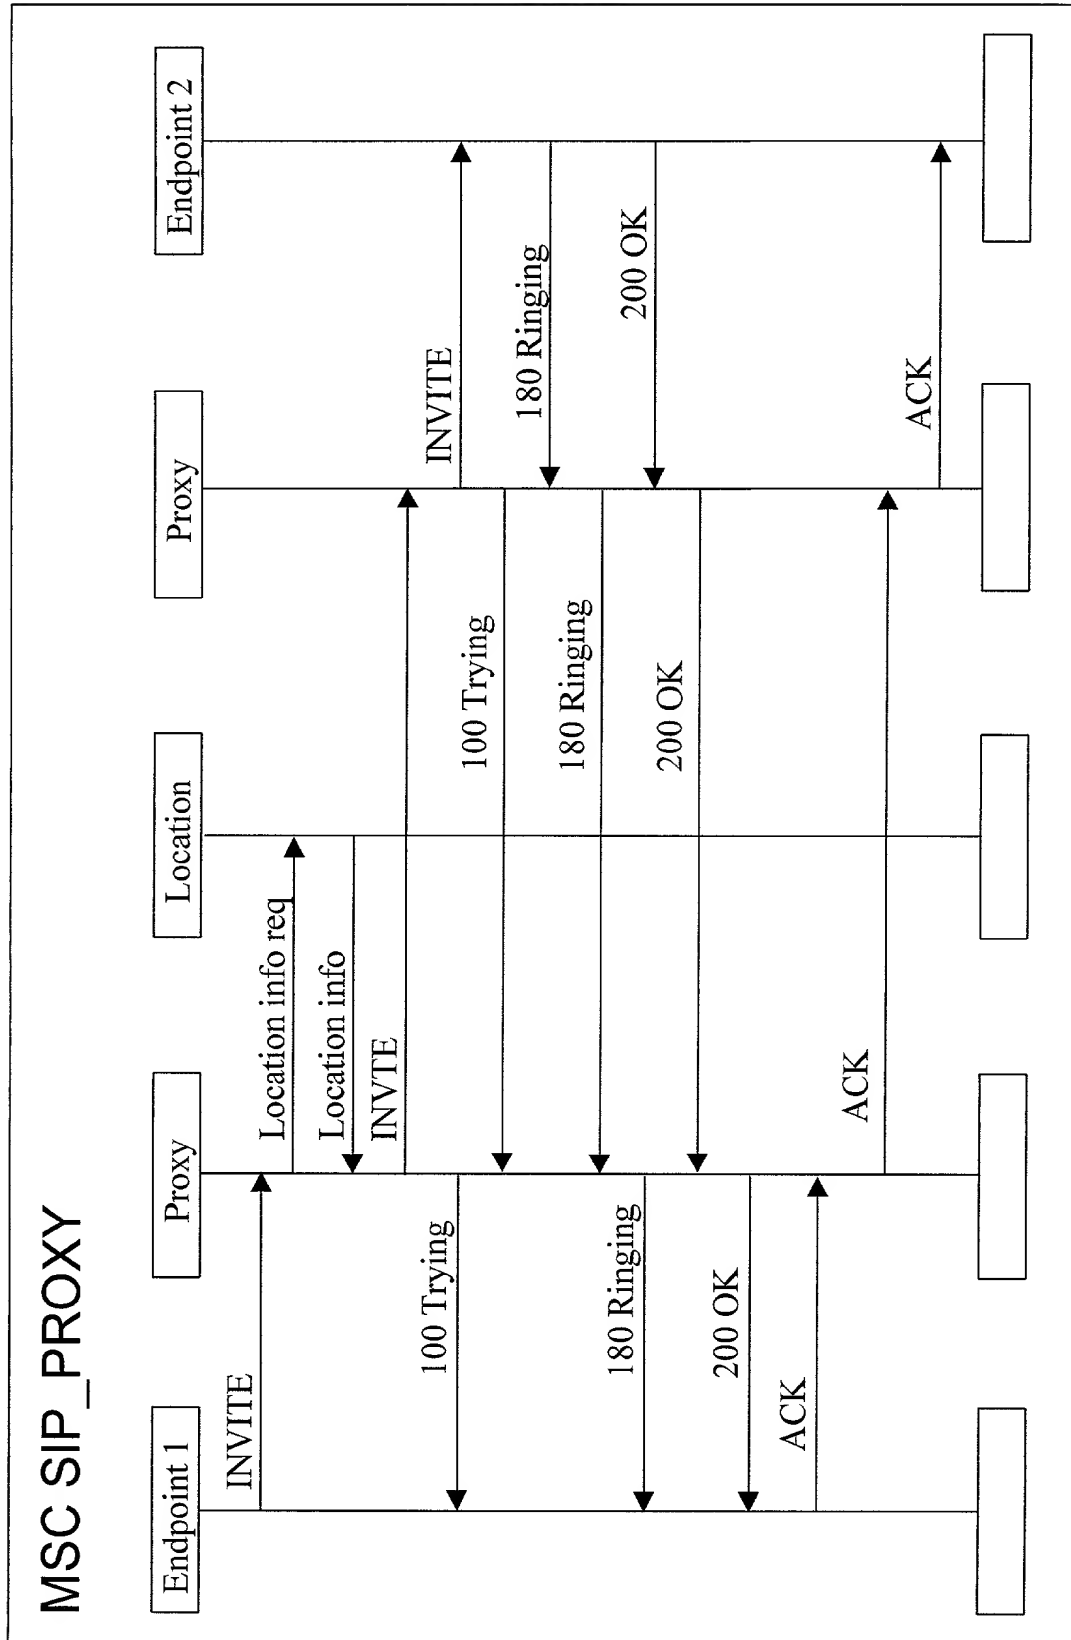 MSC SIP_PROXY
Endpoint 1
Proxy
Location
Proxy
Endpoint 2
INVITE
Location info req
Location info
INVTE
INVITE
100 Trying
100 Trying
180 Ringing
180 Ringing
180 Ringing
200 OK
200 OK
200 OK
ACK
ACK
ACK